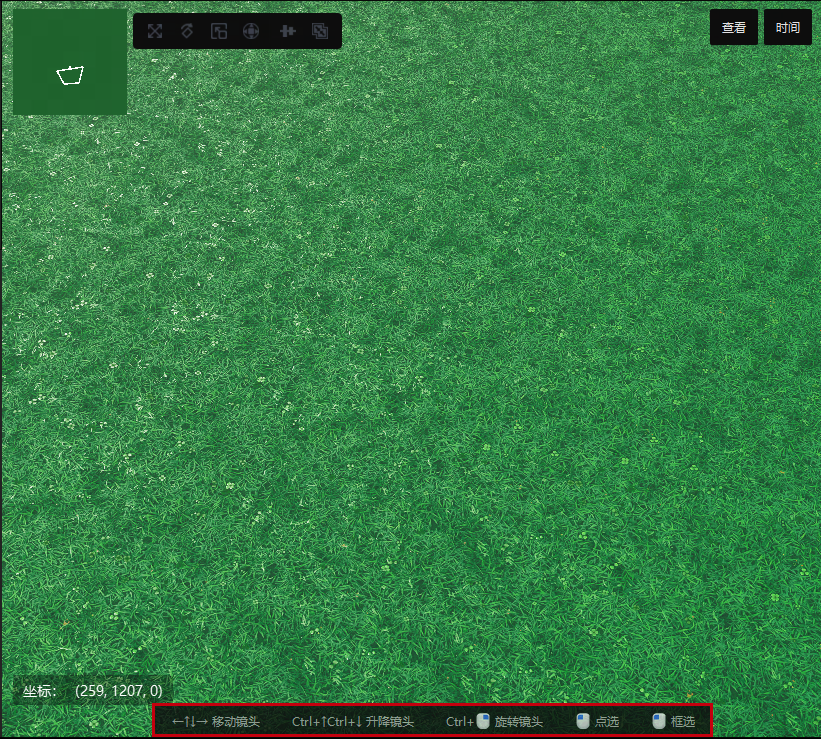 查看 时间
坐标： (259, 1207, 0)
←↑↓→ 移动镜头 Ctrl+↑Ctrl+↓ 升降镜头 Ctrl+ 旋转镜头 点选 框选